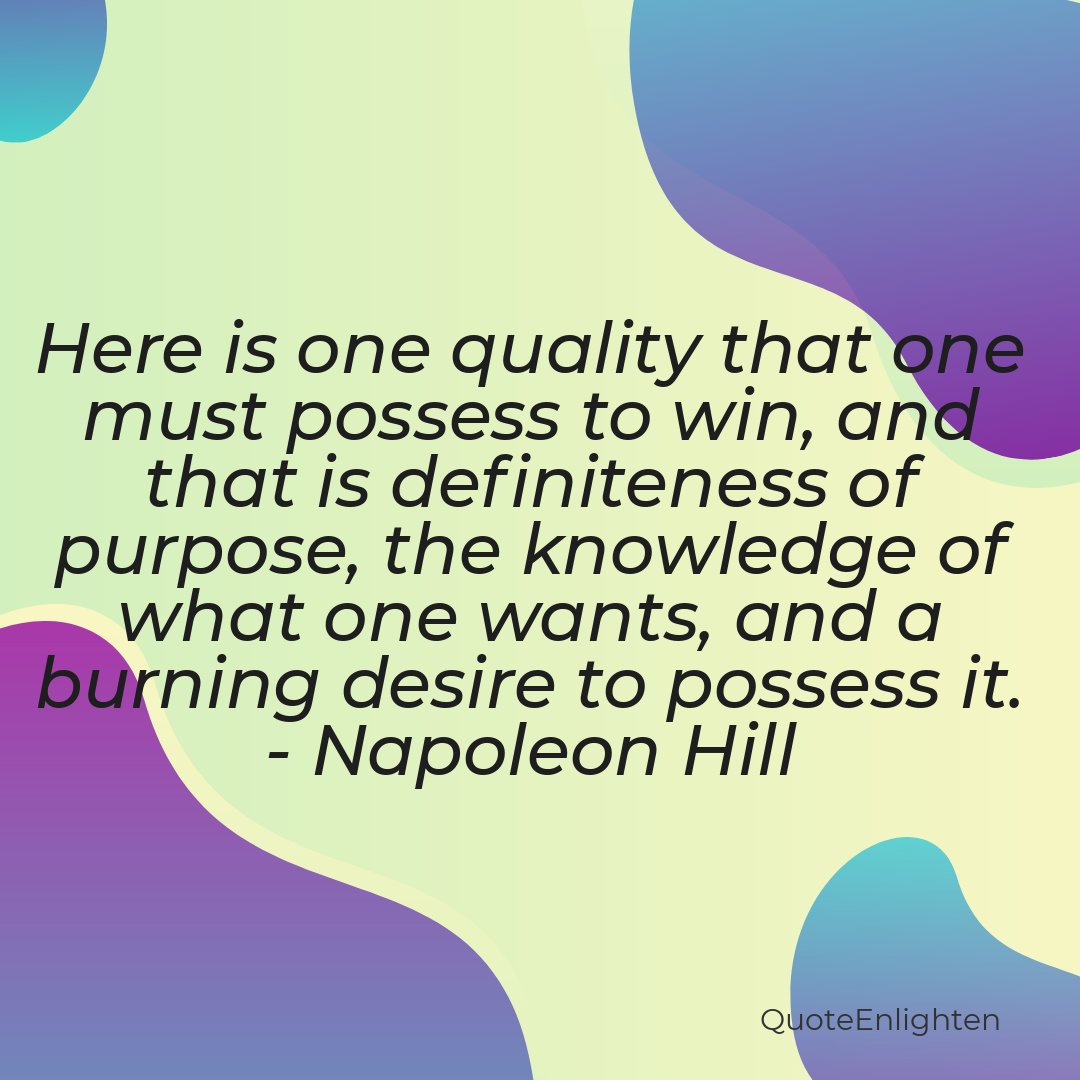 Here is one quality that one
must possess to win, and
that is definiteness of
purpose, the knowledge of
what one wants, and a
burning desire to possess it.
- Napoleon Hill
QuoteEnlighten